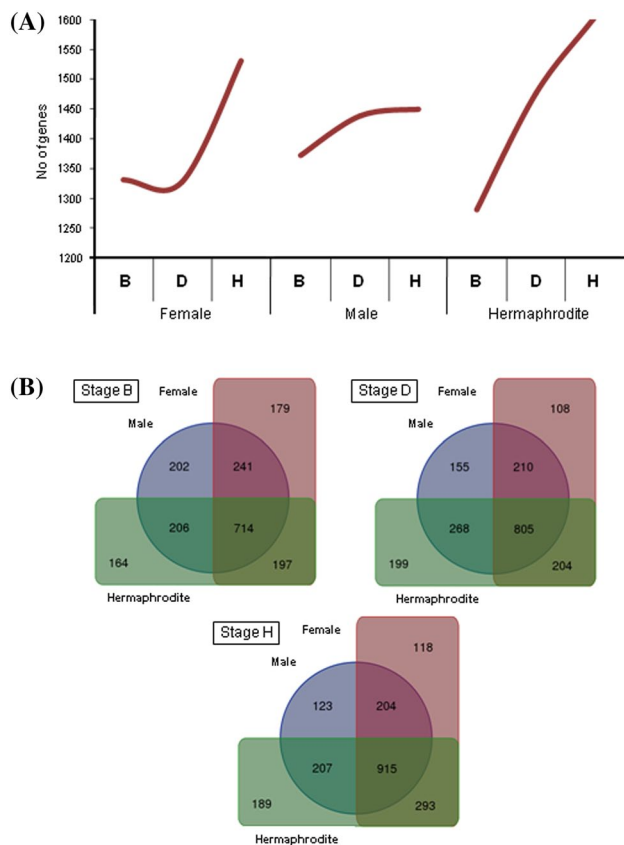 (A)
1600
1550
1500
1450
1400
1350
1300
1250
1200
No of genes
B D H B D H B D H
Female Male Hermaphrodite
(B)
Stage B Female
Male
179
202 241
206 714
164 197
Hermaphrodite
Stage D Female
Male
108
155 210
268 805
199 204
Hermaphrodite
Stage H Female
Male
118
123 204
207 915
189 293
Hermaphrodite